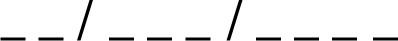 _ _ / _ _ _ / _ _ _ _